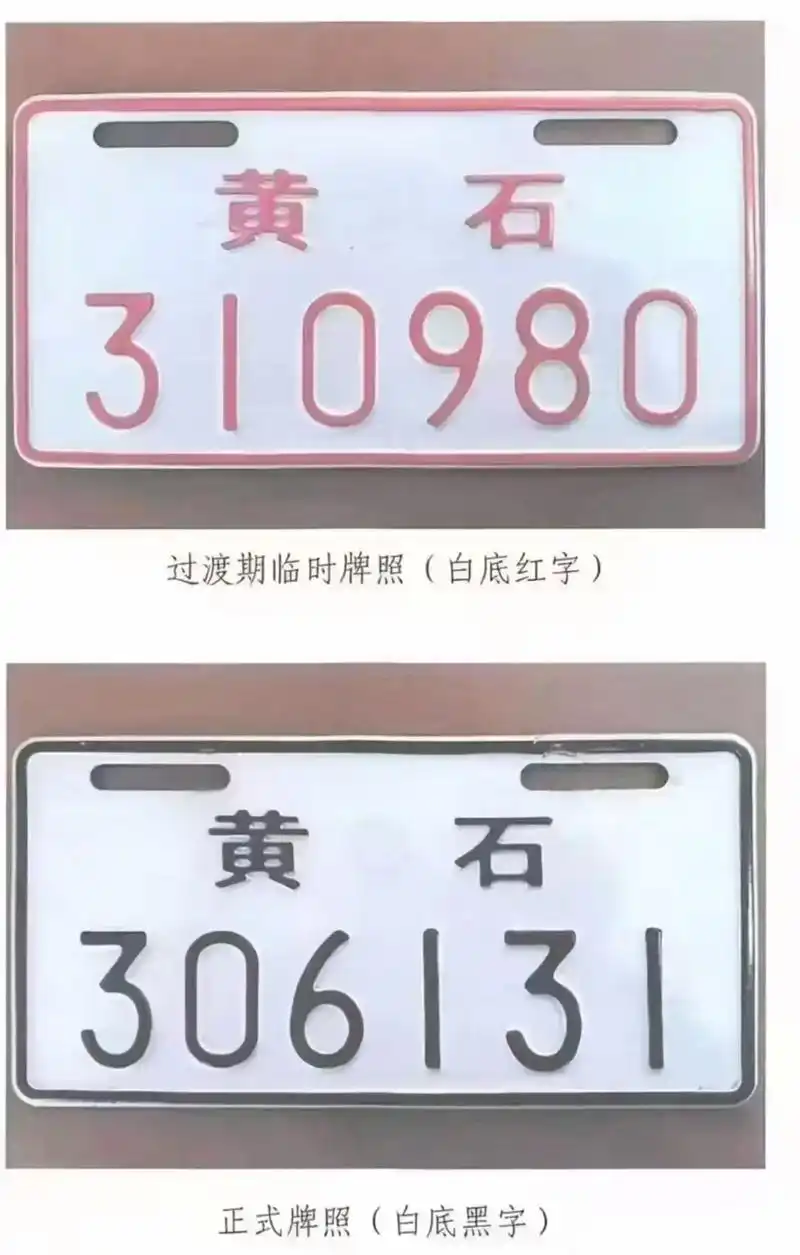 黄 石
310980
过渡期临时牌照（白底红字）
黄 石
306131
正式牌照（白底黑字）